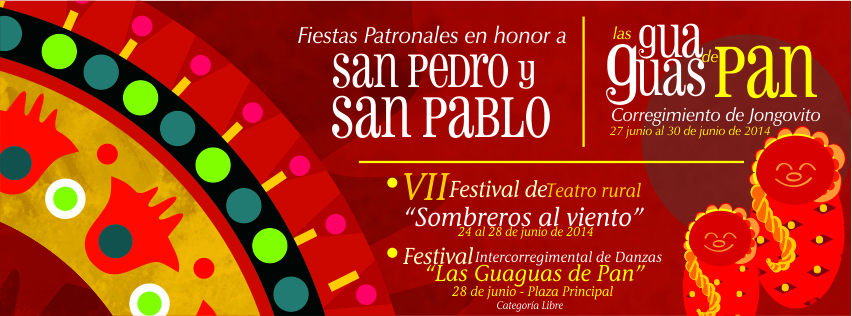 Fiestas Patronales en honor a
San Pedro y
San Pablo
las
gua
guas de Pan
Corregimiento de Jongovito
27 junio al 30 de junio de 2014
• VII Festival de Teatro rural
“Sombreros al viento”
24 al 28 de junio de 2014
• Festival Intercorregimental de Danzas
“Las Guaguas de Pan”
28 de junio - Plaza Principal
Categoría Libre